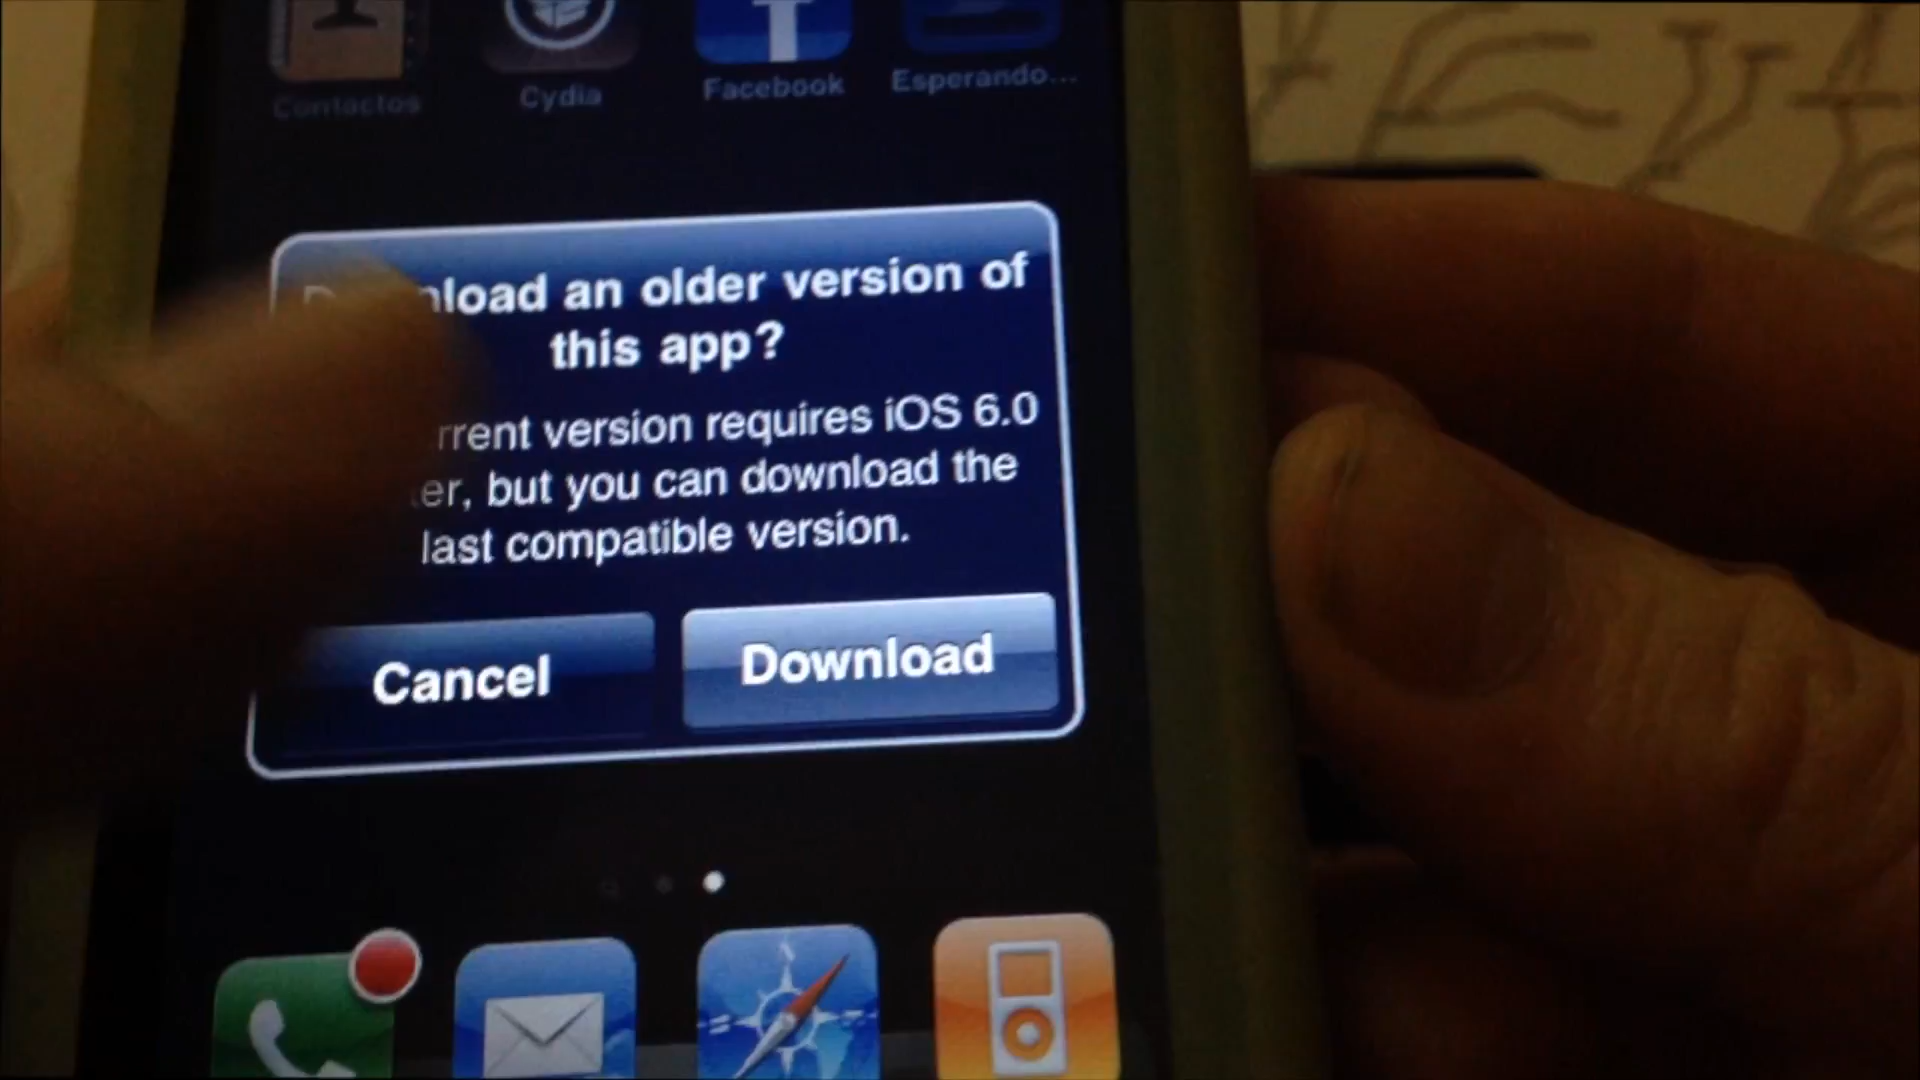 Contactos
Cydia
Facebook
Esperando...
nload an older version of
this app?
rrent version requires iOS 6.0
er, but you can download the
last compatible version.
Cancel
Download